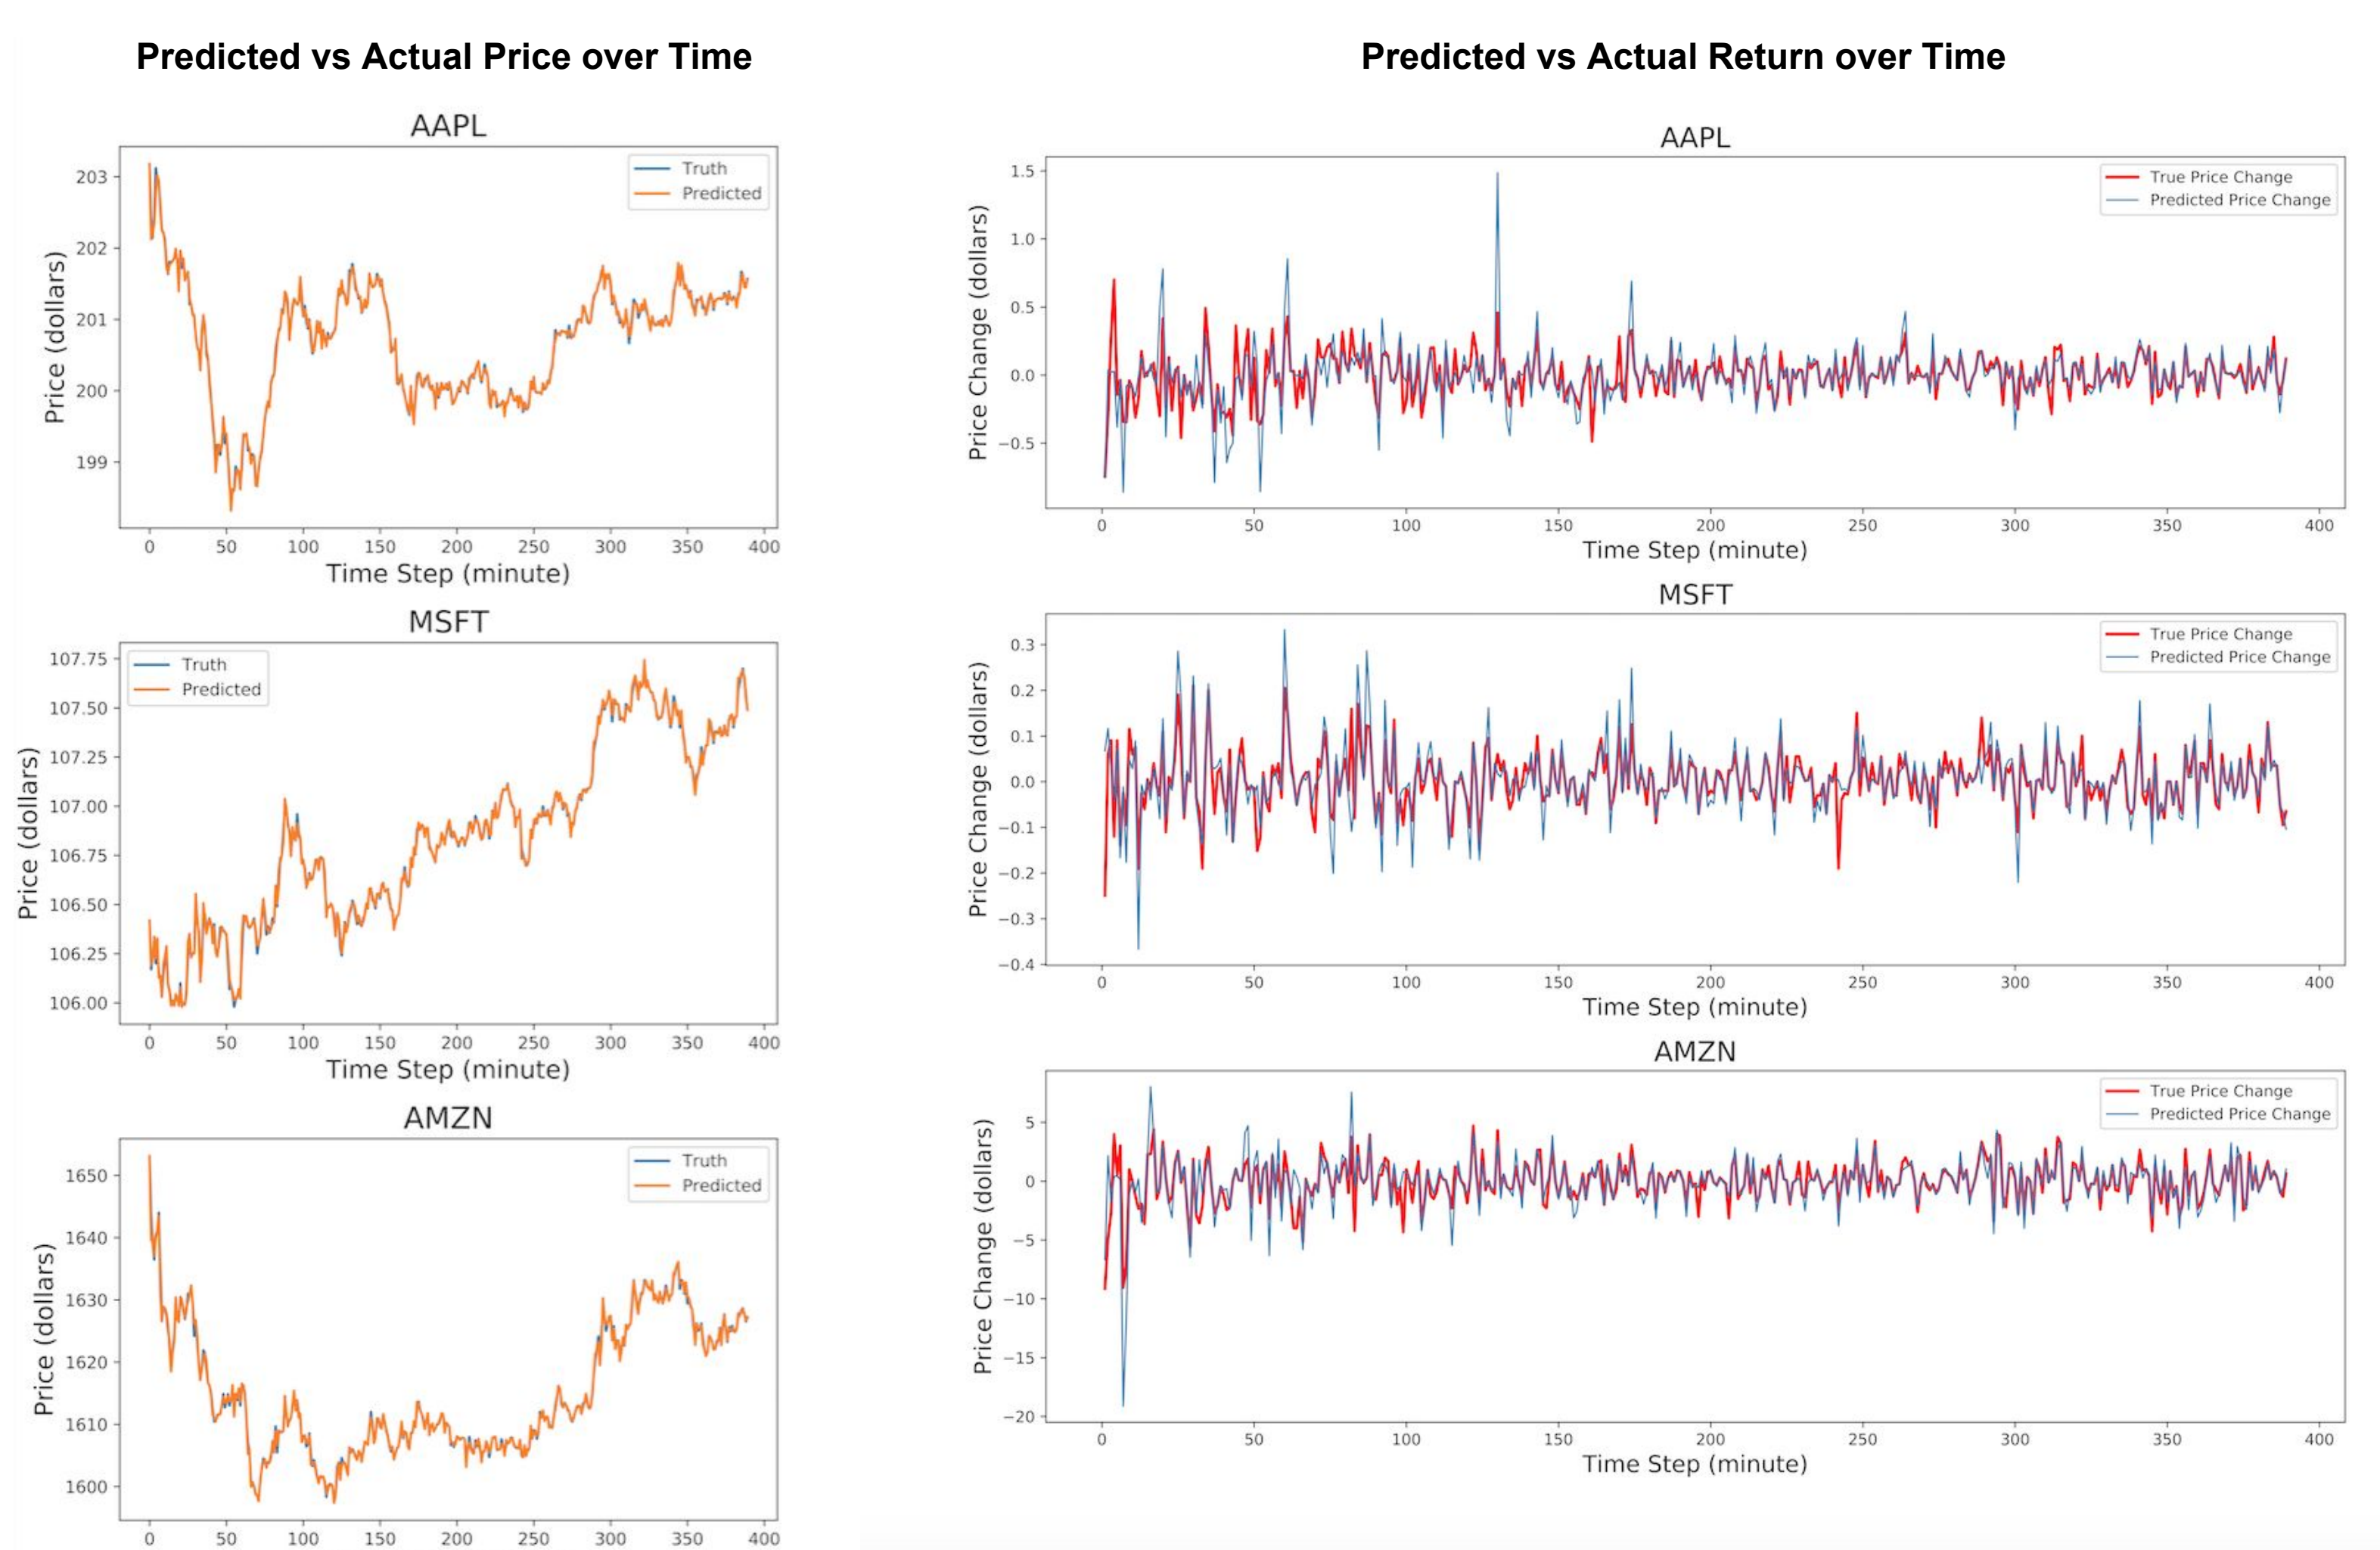 Predicted vs Actual Price over Time
AAPL
Truth
Predicted
203
202
201
200
199
Price (dollars)
0 50 100 150 200 250 300 350 400
Time Step (minute)
MSFT
Truth
Predicted
107.75
107.50
107.25
107.00
106.75
106.50
106.25
106.00
Price (dollars)
0 50 100 150 200 250 300 350 400
Time Step (minute)
AMZN
Truth
Predicted
1650
1640
1630
1620
1610
1600
Price (dollars)
0 50 100 150 200 250 300 350 400
Predicted vs Actual Return over Time
AAPL
True Price Change
Predicted Price Change
1.5
1.0
0.5
0.0
−0.5
Price Change (dollars)
0 50 100 150 200 250 300 350 400
Time Step (minute)
MSFT
True Price Change
Predicted Price Change
0.3
0.2
0.1
0.0
−0.1
−0.2
−0.3
−0.4
Price Change (dollars)
0 50 100 150 200 250 300 350 400
Time Step (minute)
AMZN
True Price Change
Predicted Price Change
5
0
−5
−10
−15
−20
Price Change (dollars)
0 50 100 150 200 250 300 350 400
Time Step (minute)